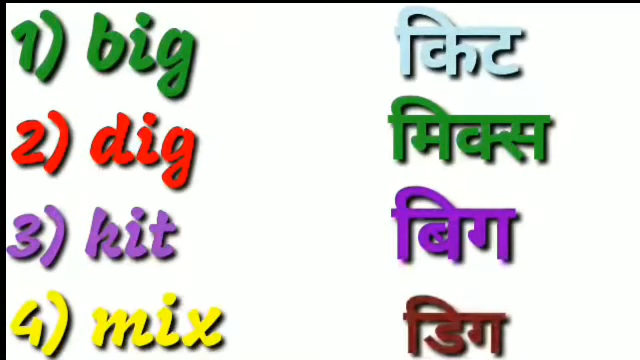 1) big किट
2) dig मिक्स
3) kit बिग
4) mix डिग